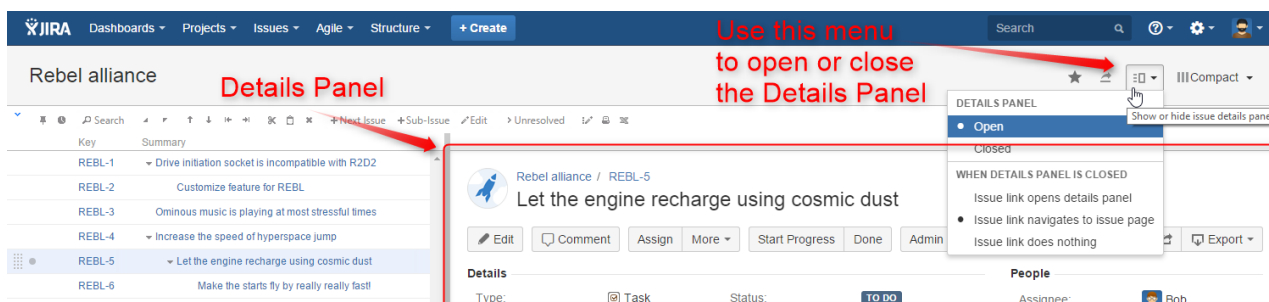 JIRA Dashboards Projects Issues Agile Structure + Create Search
Use this menu
to open or close
the Details Panel
Rebel alliance
Compact
Details Panel
DETAILS PANEL
Open
Closed
Show or hide issue details pane
WHEN DETAILS PANEL IS CLOSED
Issue link opens details panel
Issue link navigates to issue page
Issue link does nothing
Search +Next Issue +Sub-Issue Edit Unresolved
Key Summary
REBL-1 Drive initiation socket is incompatible with R2D2
REBL-2 Customize feature for REBL
REBL-3 Ominous music is playing at most stressful times
REBL-4 Increase the speed of hyperspace jump
REBL-5 Let the engine recharge using cosmic dust
REBL-6 Make the starts fly by really really fast!
Rebel alliance / REBL-5
Let the engine recharge using cosmic dust
Edit Comment Assign More Start Progress Done Admin Export
Details People
Type: Task Status: TO DO Assignee: Bob